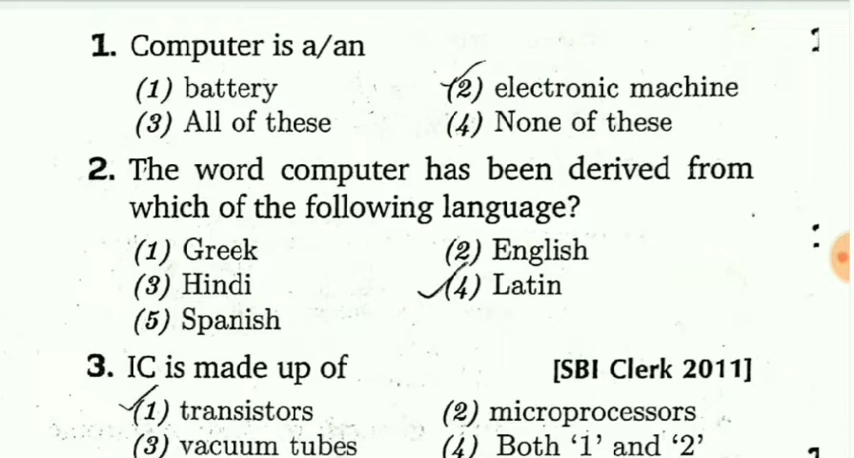 1. Computer is a/an
(1) battery (2) electronic machine
(3) All of these (4) None of these
2. The word computer has been derived from
which of the following language?
(1) Greek (2) English
(3) Hindi (4) Latin
(5) Spanish
3. IC is made up of [SBI Clerk 2011]
(1) transistors (2) microprocessors
(3) vacuum tubes (4) Both ‘1’ and ‘2’